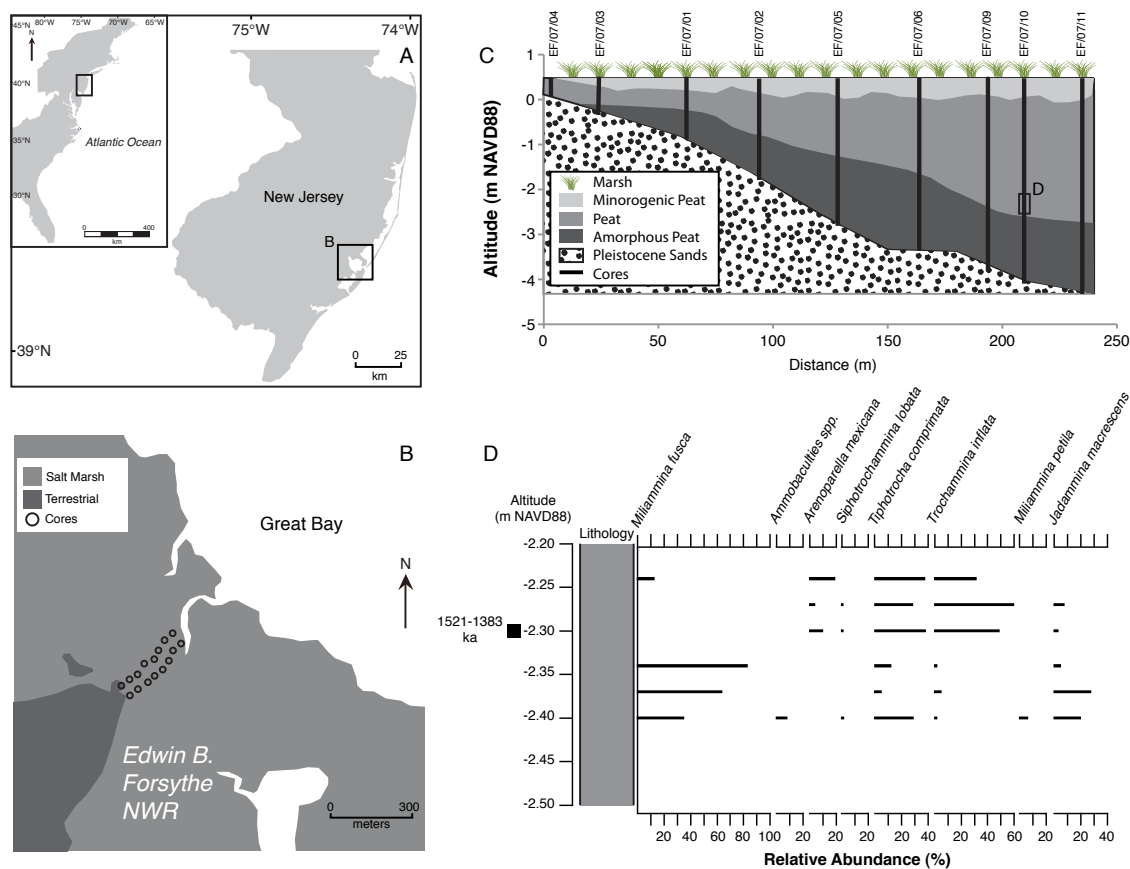 45°N
80°W
75°W
70°W
65°W
N
40°N
35°N
30°N
Atlantic Ocean
0 400
km
75°W
74°W
A
New Jersey
B
39°N
0 25
km
C
EF/07/04
EF/07/03
EF/07/01
EF/07/02
EF/07/05
EF/07/06
EF/07/09
EF/07/10
EF/07/11
Altitude (m NAVD88)
1
0
-1
-2
-3
-4
-5
Marsh
Minorogenic Peat
Peat
Amorphous Peat
Pleistocene Sands
Cores
D
0 50 100 150 200 250
Distance (m)
B
Salt Marsh
Terrestrial
Cores
Great Bay
N
Edwin B.
Forsythe
NWR
0 300
meters
D
Altitude
(m NAVD88)
Lithology
Miliammina fusca
Ammobaculties spp.
Arenoparella mexicana
Siphotrochammina lobata
Tiphotrocha comprimata
Trochammina inflata
Miliammina petila
Jadammina macrescens
-2.20
-2.25
-2.30
-2.35
-2.40
-2.45
-2.50
1521-1383
ka
20 40 60 80 100 20 20 20 20 40 20 40 60 20 20 40
Relative Abundance (%)